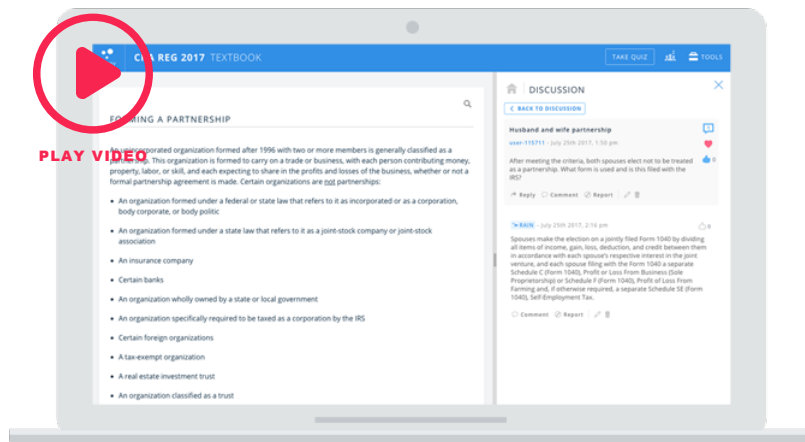 CPA REG 2017 TEXTBOOK
TAKE QUIZ
TOOLS
PLAY VIDEO
FORMING A PARTNERSHIP
An unincorporated organization formed after 1996 with two or more members is generally classified as a
partnership. This organization is formed to carry on a trade or business, with each person contributing money,
property, labor, or skill, and each expecting to share in the profits and losses of the business, whether or not a
formal partnership agreement is made. Certain organizations are not partnerships:
• An organization formed under a federal or state law that refers to it as incorporated or as a corporation,
body corporate, or body politic
• An organization formed under a state law that refers to it as a joint-stock company or joint-stock
association
• An insurance company
• Certain banks
• An organization wholly owned by a state or local government
• An organization specifically required to be taxed as a corporation by the IRS
• Certain foreign organizations
• A tax-exempt organization
• A real estate investment trust
• An organization classified as a trust
DISCUSSION
< BACK TO DISCUSSION
Husband and wife partnership
1
user-115711 - July 25th 2017, 1:50 pm
After meeting the criteria, both spouses elect not to be treated
0
as a partnership. What form is used and is this filed with the
IRS?
Reply Comment Report
RAIN - July 25th 2017, 2:16 pm
0
Spouses make the election on a jointly filed Form 1040 by dividing
all items of income, gain, loss, deduction, and credit between them
in accordance with each spouse's respective interest in the joint
venture, and each spouse filing with the Form 1040 a separate
Schedule C (Form 1040), Profit or Loss From Business (Sole
Proprietorship) or Schedule F (Form 1040), Profit of Loss From
Farming and, if otherwise required, a separate Schedule SE (Form
1040), Self-Employment Tax.
Comment Report